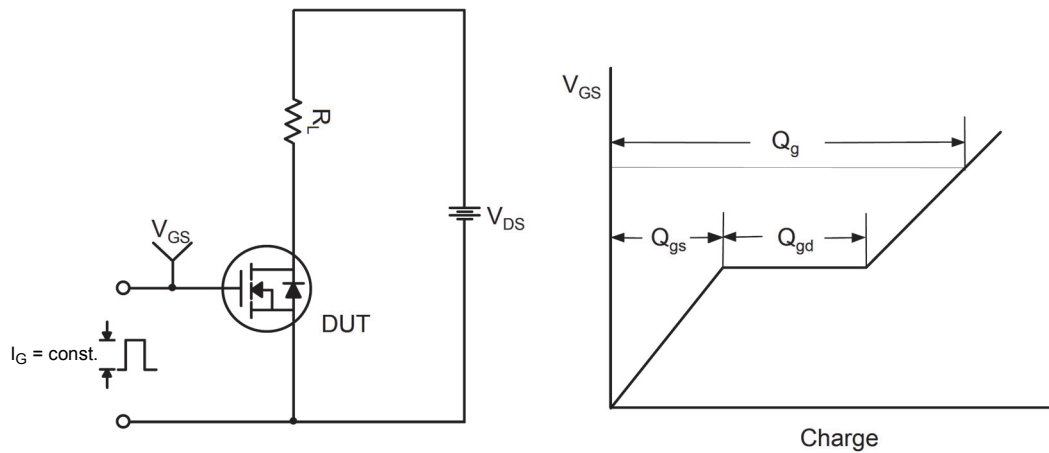 R_L
V_DS
V_GS
DUT
I_G = const.
V_GS
Q_g
Q_gs
Q_gd
Charge